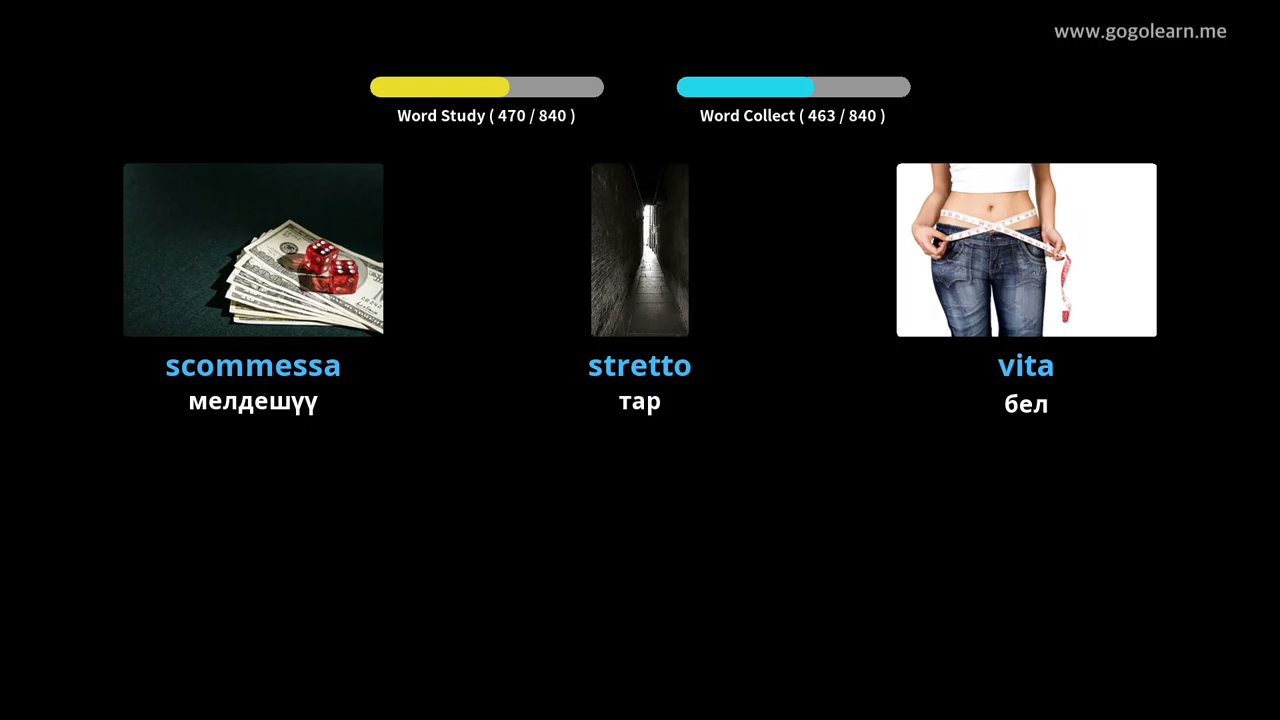 www.gogolearn.me
Word Study ( 470 / 840 )
Word Collect ( 463 / 840 )
scommessa
мелдешүү
stretto
тар
vita
бел